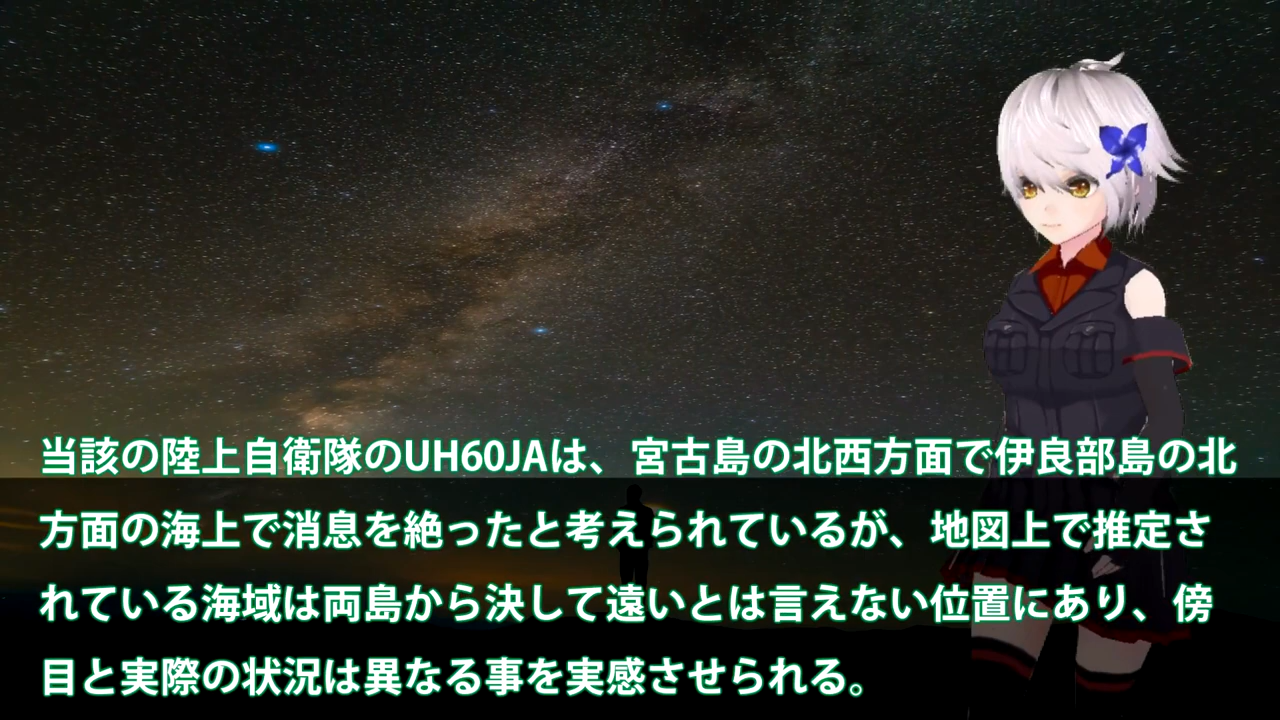 当該の陸上自衛隊のUH60JAは、宮古島の北西方面で伊良部島の北
方面の海上で消息を絶ったと考えられているが、地図上で推定さ
れている海域は両島から決して遠いとは言えない位置にあり、傍
目と実際の状況は異なる事を実感させられる。